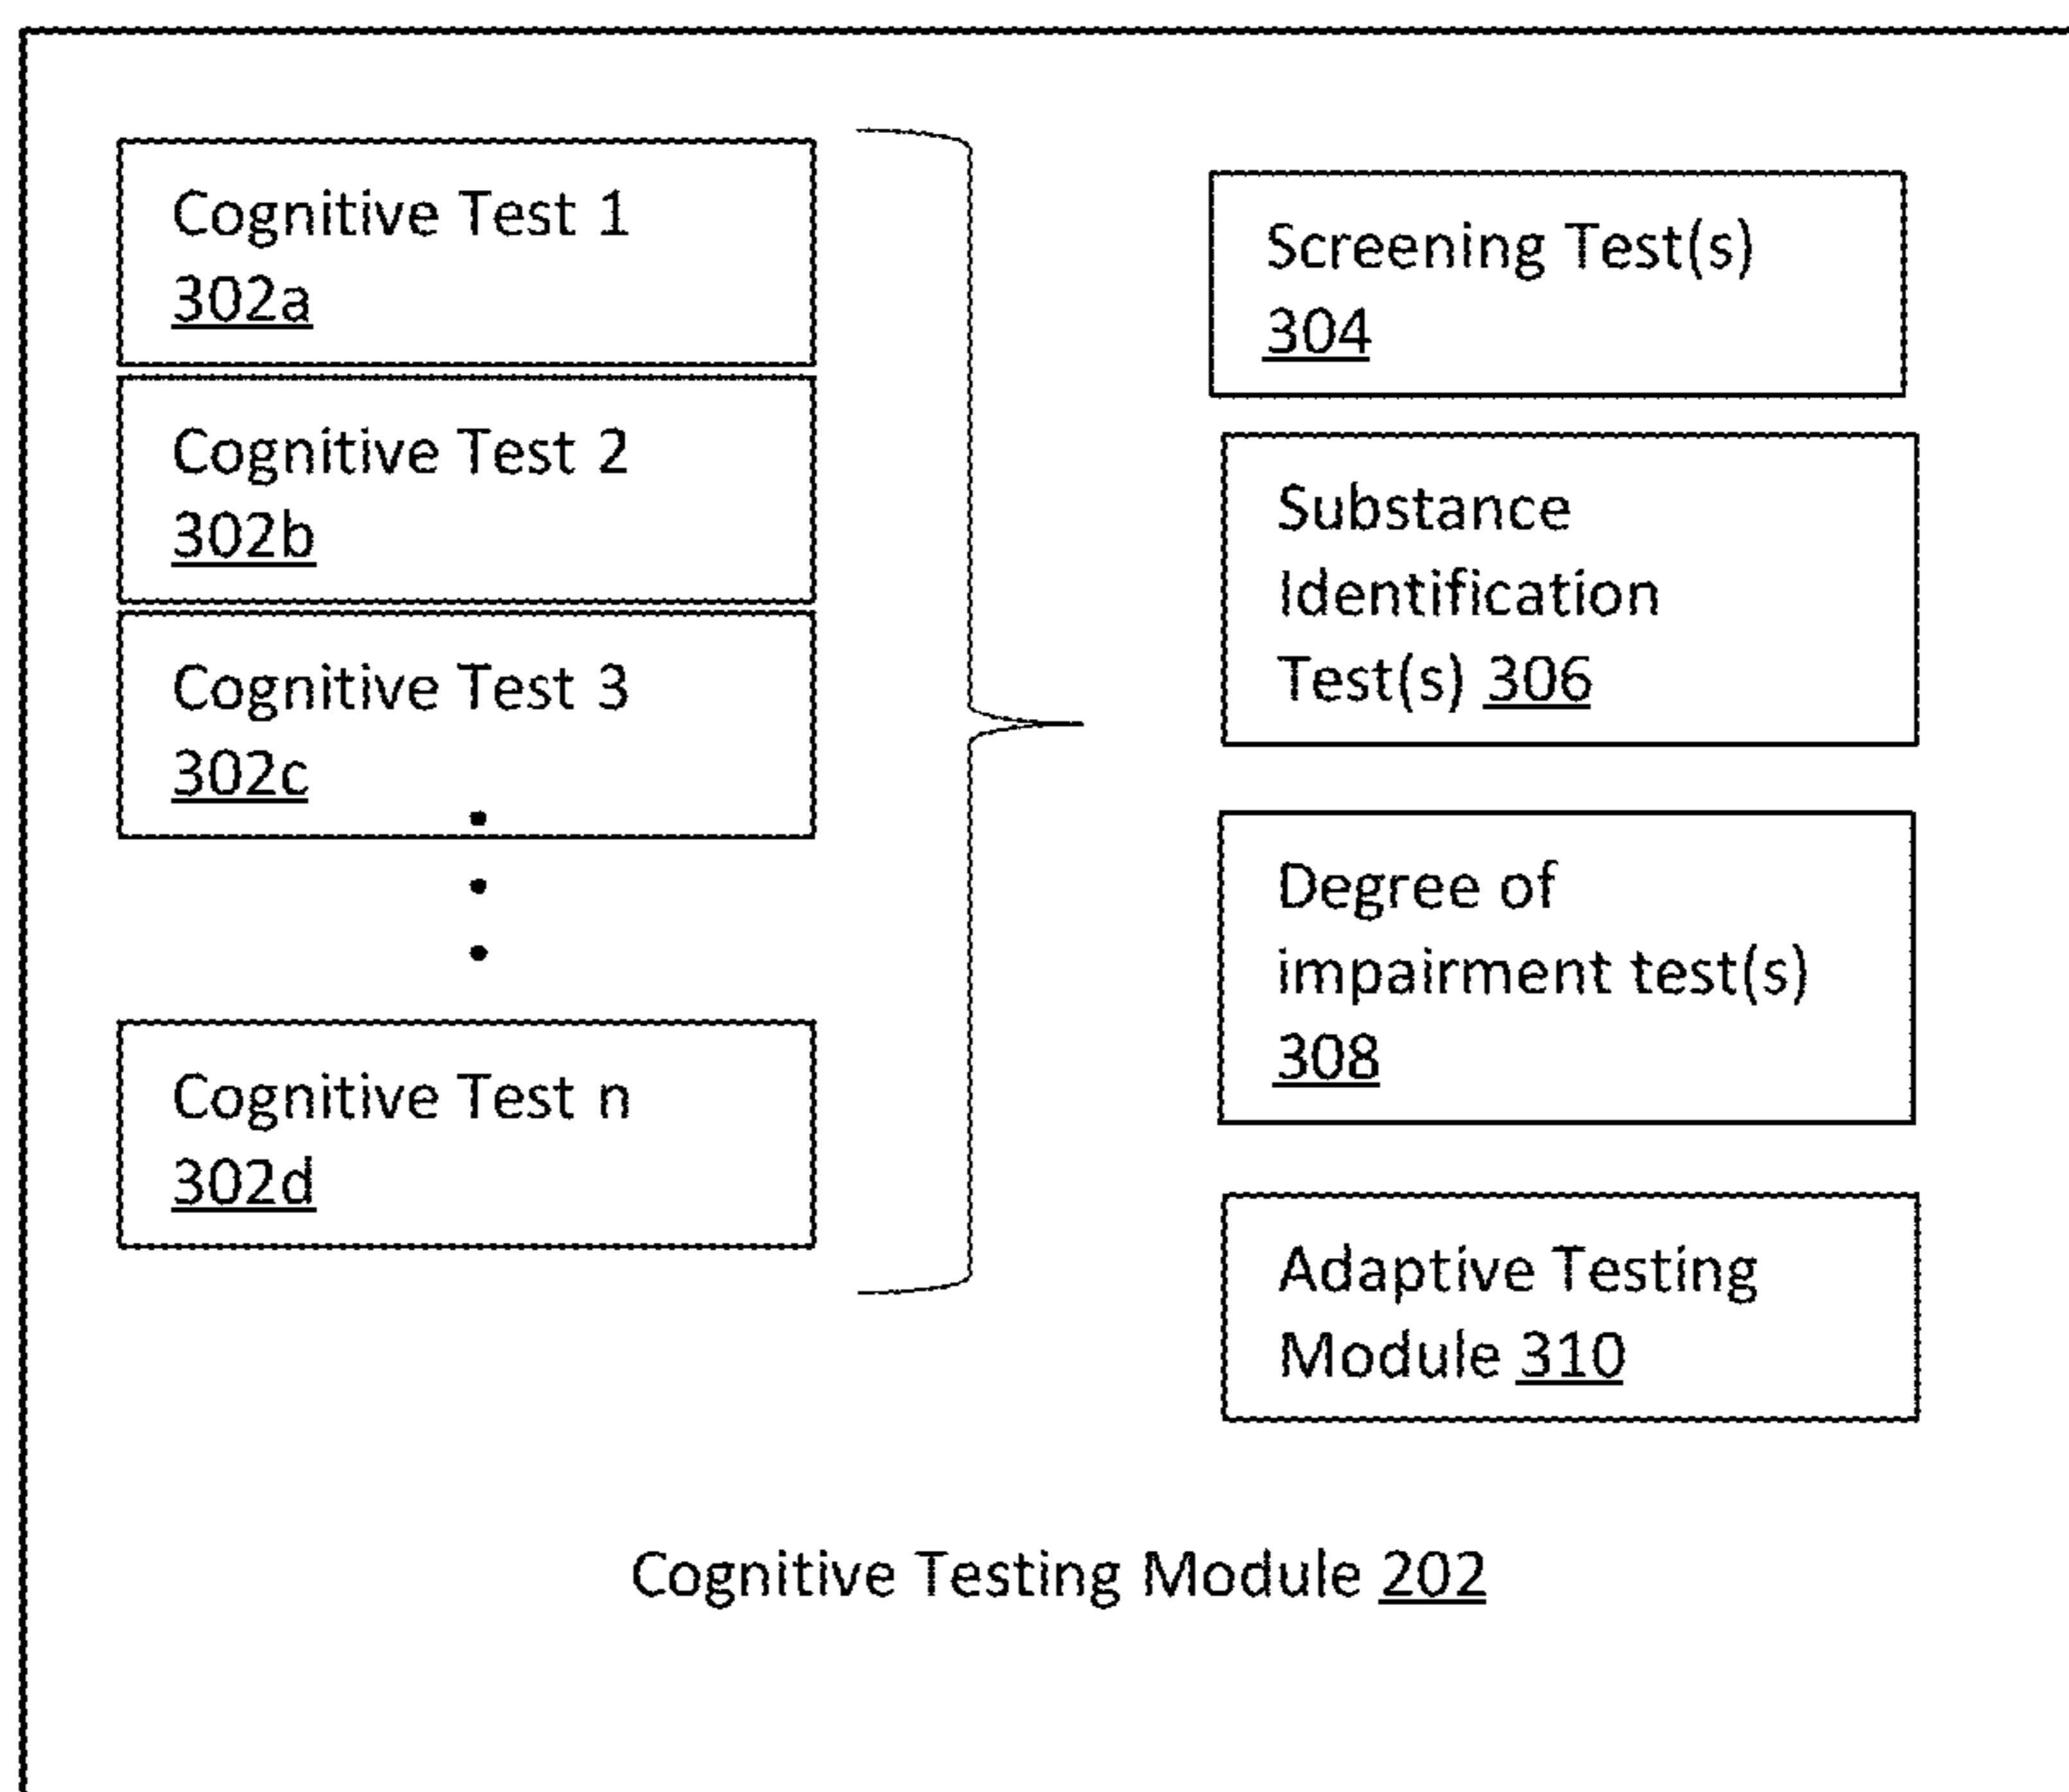 Cognitive Test 1
302a
Cognitive Test 2
302b
Cognitive Test 3
302c
Cognitive Test n
302d
Screening Test(s)
304
Substance
Identification
Test(s) 306
Degree of
impairment test(s)
308
Adaptive Testing
Module 310
Cognitive Testing Module 202